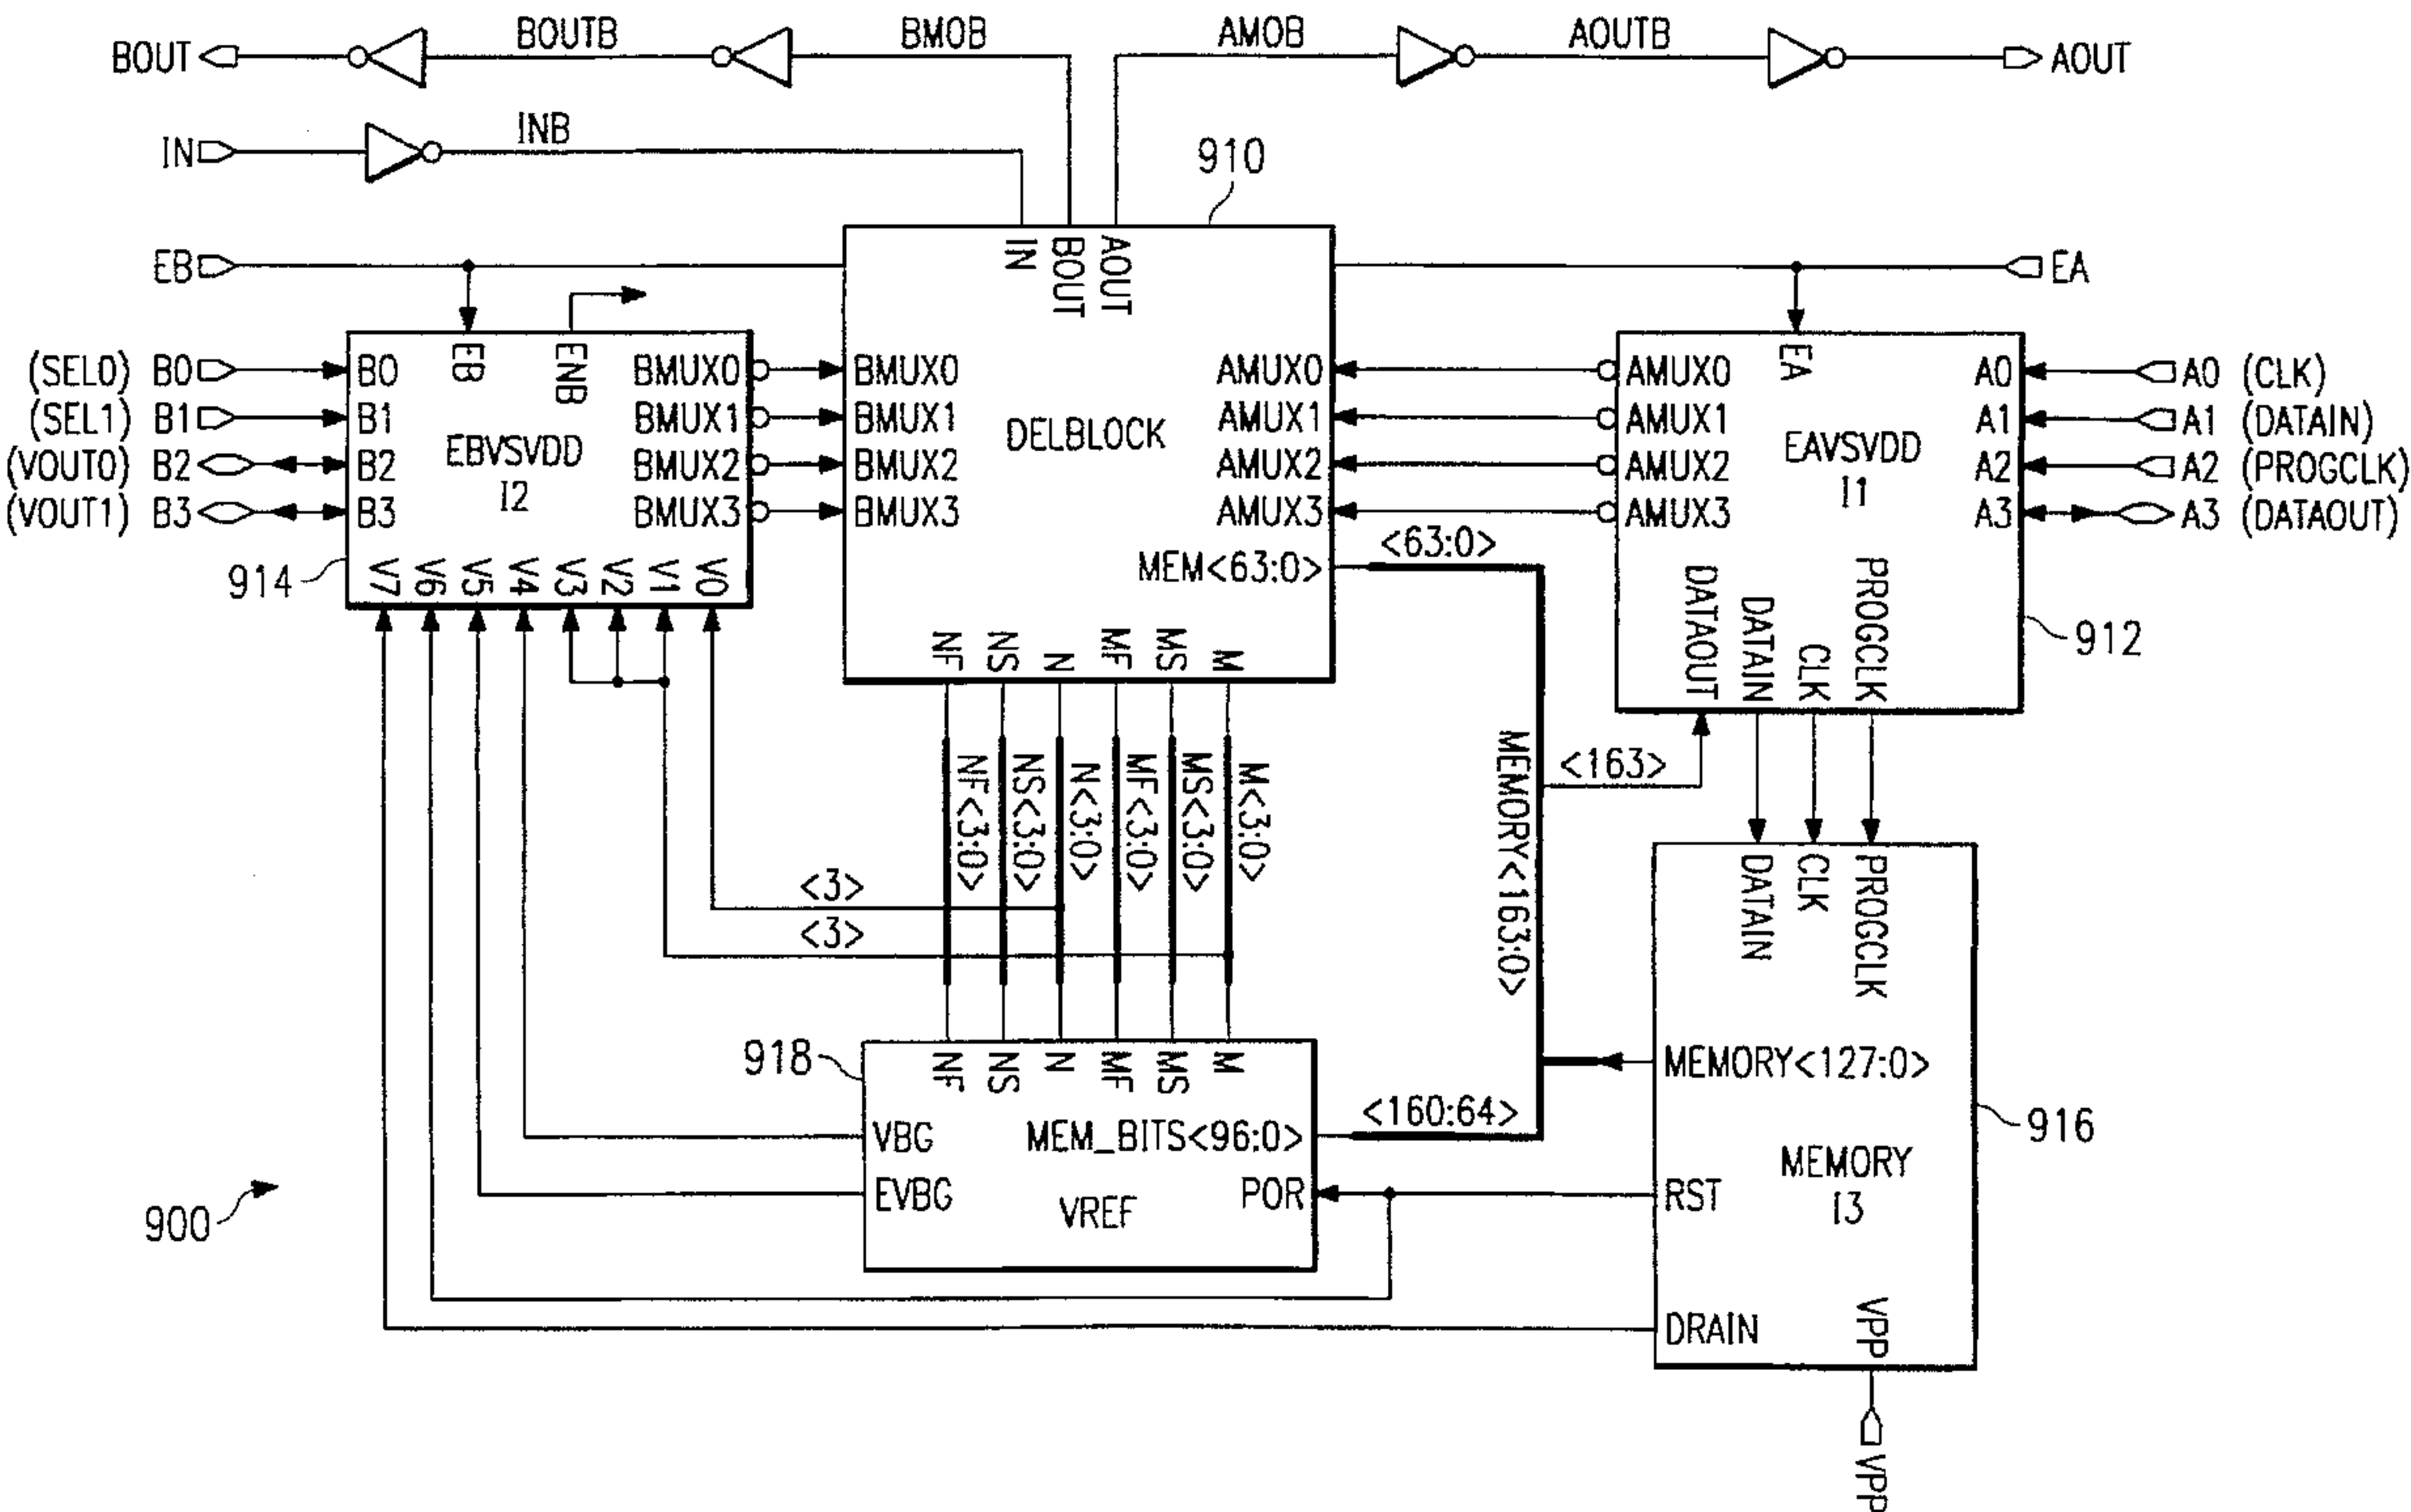 BOUT
BOUTB
BMOB
AMOB
AOUTB
AOUT
IN
INB
910
EB
IN
BOUT
AOUT
EA
(SEL0) B0
(SEL1) B1
(VOUT0) B2
(VOUT1) B3
914
B0
B1
B2
B3
EB
ENB
EBVSVDD
I2
BMUX0
BMUX1
BMUX2
BMUX3
V7
V6
V5
V4
V3
V2
V1
V0
BMUX0
BMUX1
BMUX2
BMUX3
DELBLOCK
AMUX0
AMUX1
AMUX2
AMUX3
MEM<63:0>
NF
NS
N
MF
MS
M
<63:0>
AMUX0
AMUX1
AMUX2
AMUX3
EA
EAVSVDD
I1
A0
A1
A2
A3
DATAOUT
DATAIN
CLK
PROGCLK
A0 (CLK)
A1 (DATAIN)
A2 (PROGCLK)
A3 (DATAOUT)
912
NF<3:0>
NS<3:0>
N<3:0>
MF<3:0>
MS<3:0>
M<3:0>
MEMORY<163:0>
<163>
<3>
<3>
918
NF
NS
N
MF
MS
M
VBG
EVBG
MEM_BITS<96:0>
VREF
POR
<160:64>
DATAIN
CLK
PROGCLK
MEMORY<127:0>
916
MEMORY
I3
RST
DRAIN
VPP
VPP
900